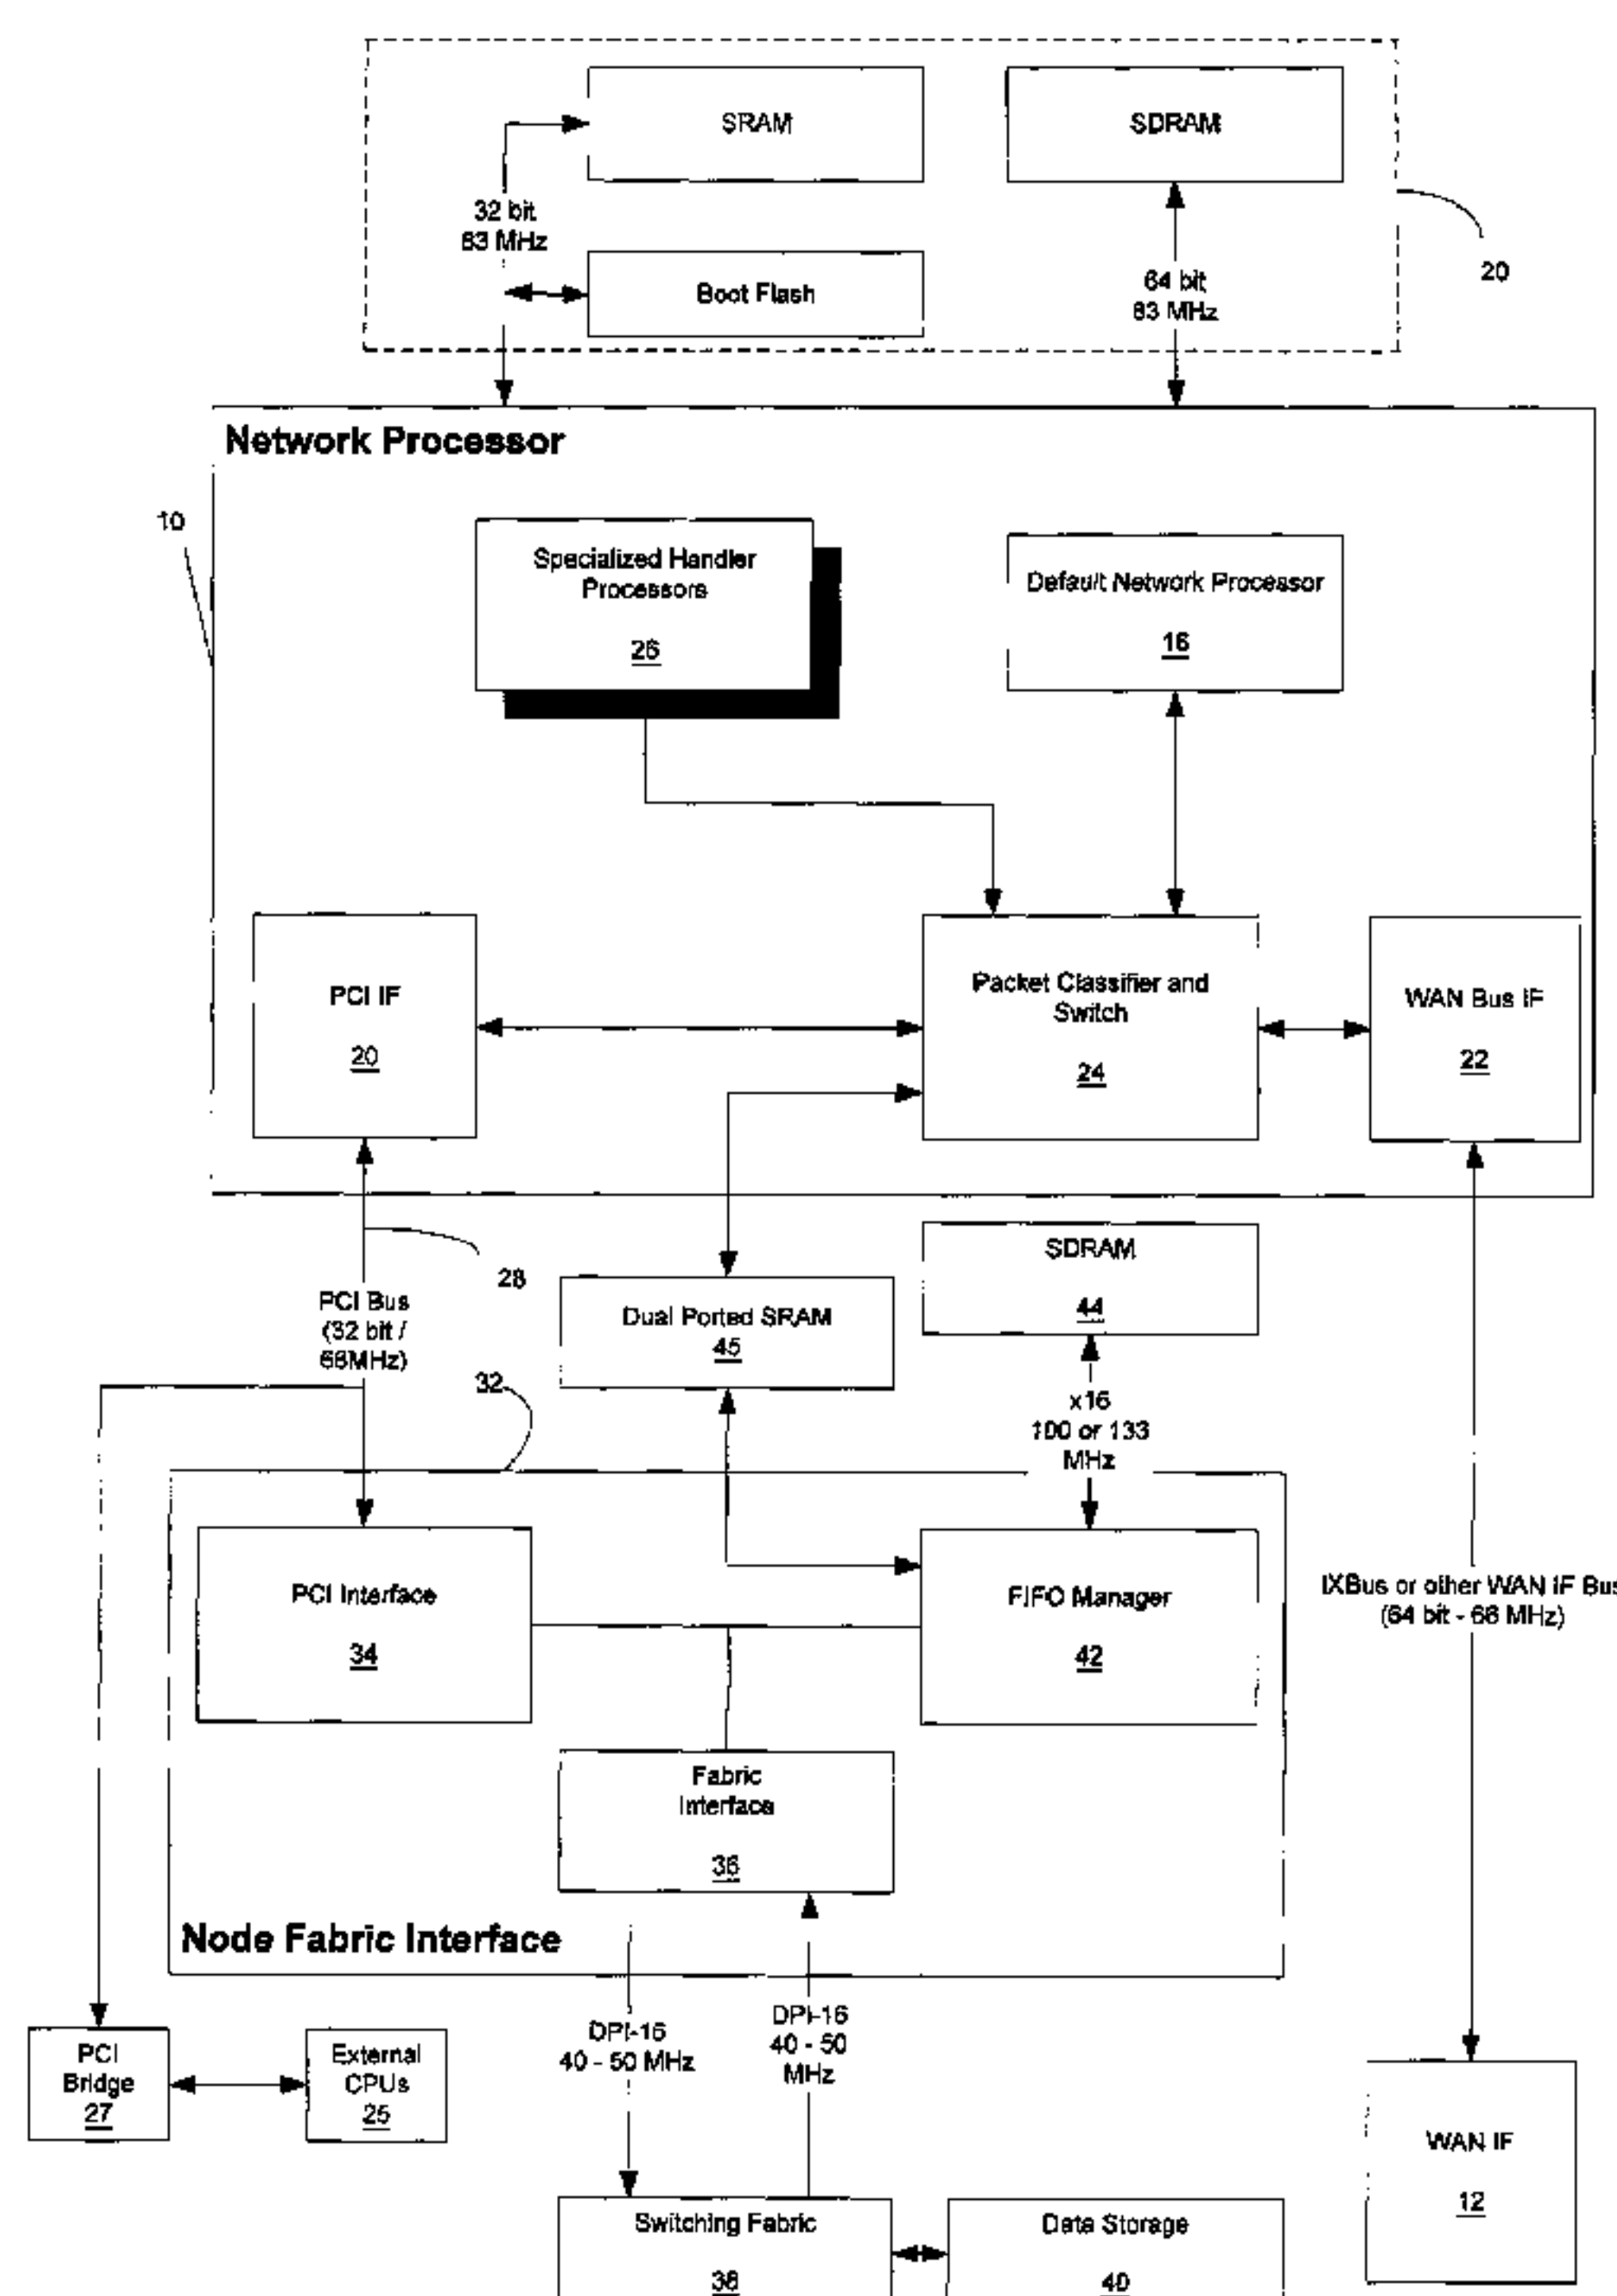 SRAM
SDRAM
32 bit
83 MHz
20
Boot Flash
64 bit
83 MHz
Network Processor
10
Specialized Handler
Processors
26
Default Network Processor
16
PCI IF
20
Packet Classifier and
Switch
24
WAN Bus IF
22
SDRAM
44
28
PCI Bus
(32 bit /
66MHz)
Dual Ported SRAM
45
32
x16
100 or 133
MHz
PCI Interface
34
FIFO Manager
42
IXBus or other WAN IF Bus
(64 bit - 66 MHz)
Fabric
Interface
36
Node Fabric Interface
DPI-16
40 - 50 MHz
DPI-16
40 - 50
MHz
PCI
Bridge
27
External
CPUs
25
WAN IF
12
Switching Fabric
38
Data Storage
40